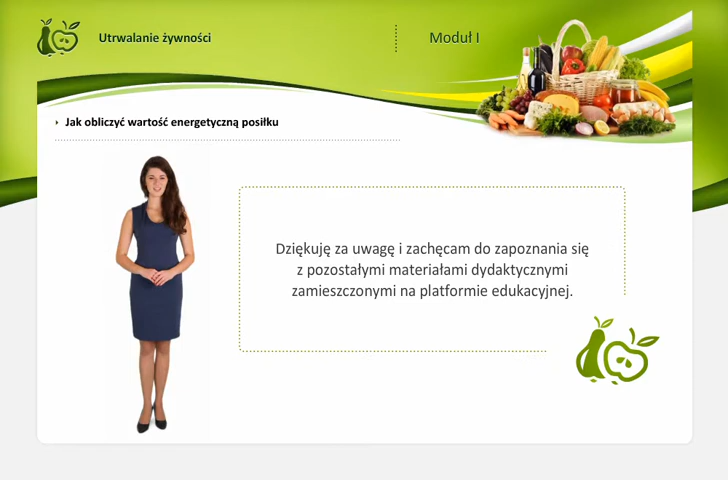 Utrwalanie żywności
Moduł I
Jak obliczyć wartość energetyczną posiłku
Dziękuję za uwagę i zachęcam do zapoznania się
z pozostałymi materiałami dydaktycznymi
zamieszczonymi na platformie edukacyjnej.